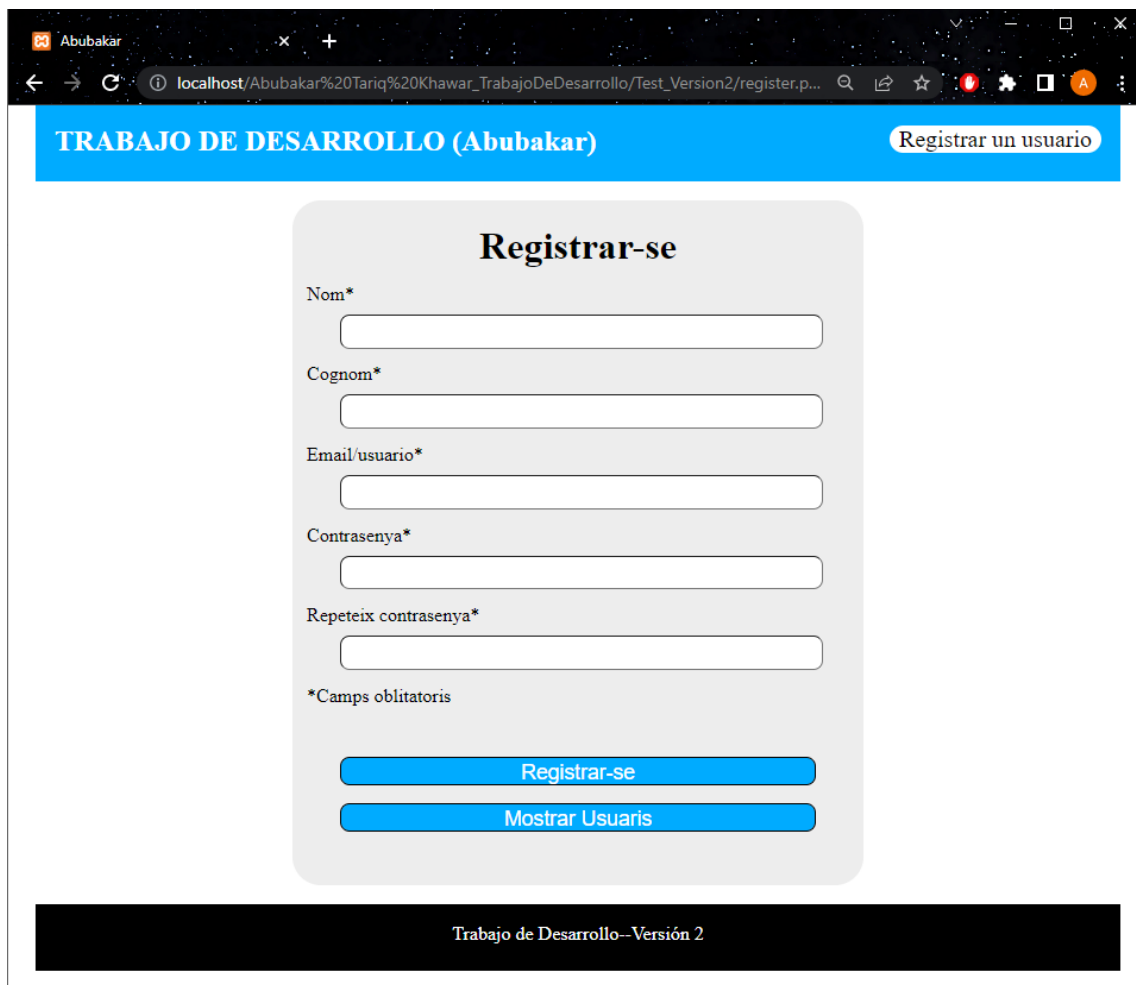 Abubakar
localhost/Abubakar%20Tariq%20Khawar_TrabajoDeDesarrollo/Test_Version2/register.p...
A
TRABAJO DE DESARROLLO (Abubakar)
Registrar un usuario
Registrar-se
Nom*
Cognom*
Email/usuario*
Contrasenya*
Repeteix contrasenya*
*Camps oblitatoris
Registrar-se
Mostrar Usuaris
Trabajo de Desarrollo--Versión 2